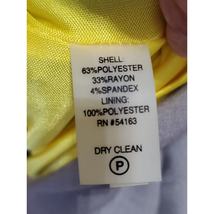 SHELL
63%POLYESTER
33%RAYON
4%SPANDEX
LINING:
100%POLYESTER
RN #54163
DRY CLEAN
P